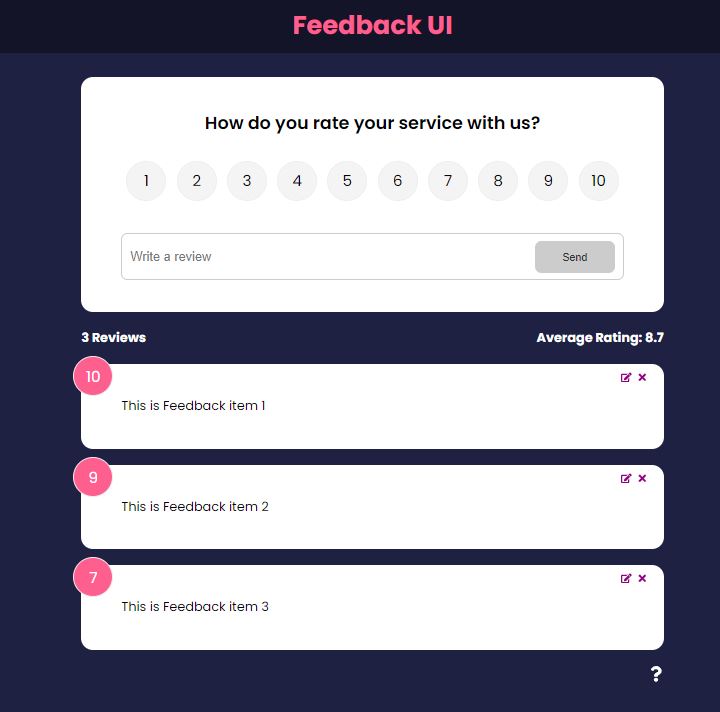 Feedback UI
How do you rate your service with us?
1 2 3 4 5 6 7 8 9 10
Write a review Send
3 Reviews Average Rating: 8.7
10
This is Feedback item 1
9
This is Feedback item 2
7
This is Feedback item 3
?